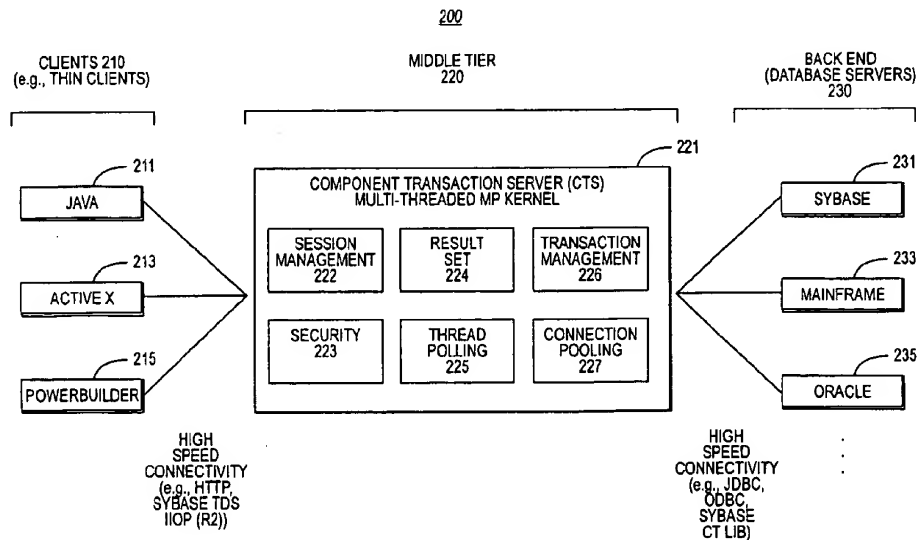 200
CLIENTS 210
(e.g., THIN CLIENTS)
MIDDLE TIER
220
BACK END
(DATABASE SERVERS)
230
211
JAVA
213
ACTIVE X
215
POWERBUILDER
HIGH
SPEED
CONNECTIVITY
(e.g., HTTP,
SYBASE TDS
IIOP (R2))
221
COMPONENT TRANSACTION SERVER (CTS)
MULTI-THREADED MP KERNEL
SESSION
MANAGEMENT
222
RESULT
SET
224
TRANSACTION
MANAGEMENT
226
SECURITY
223
THREAD
POLLING
225
CONNECTION
POOLING
227
231
SYBASE
233
MAINFRAME
235
ORACLE
HIGH
SPEED
CONNECTIVITY
(e.g., JDBC,
ODBC,
SYBASE
CT LIB)